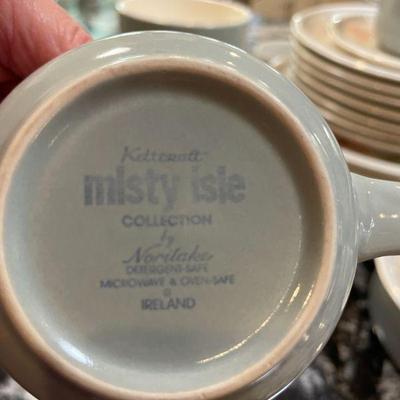 Keltcraft
misty isle
COLLECTION
by
Noritake
DETERGENT-SAFE
MICROWAVE & OVEN-SAFE
IRELAND